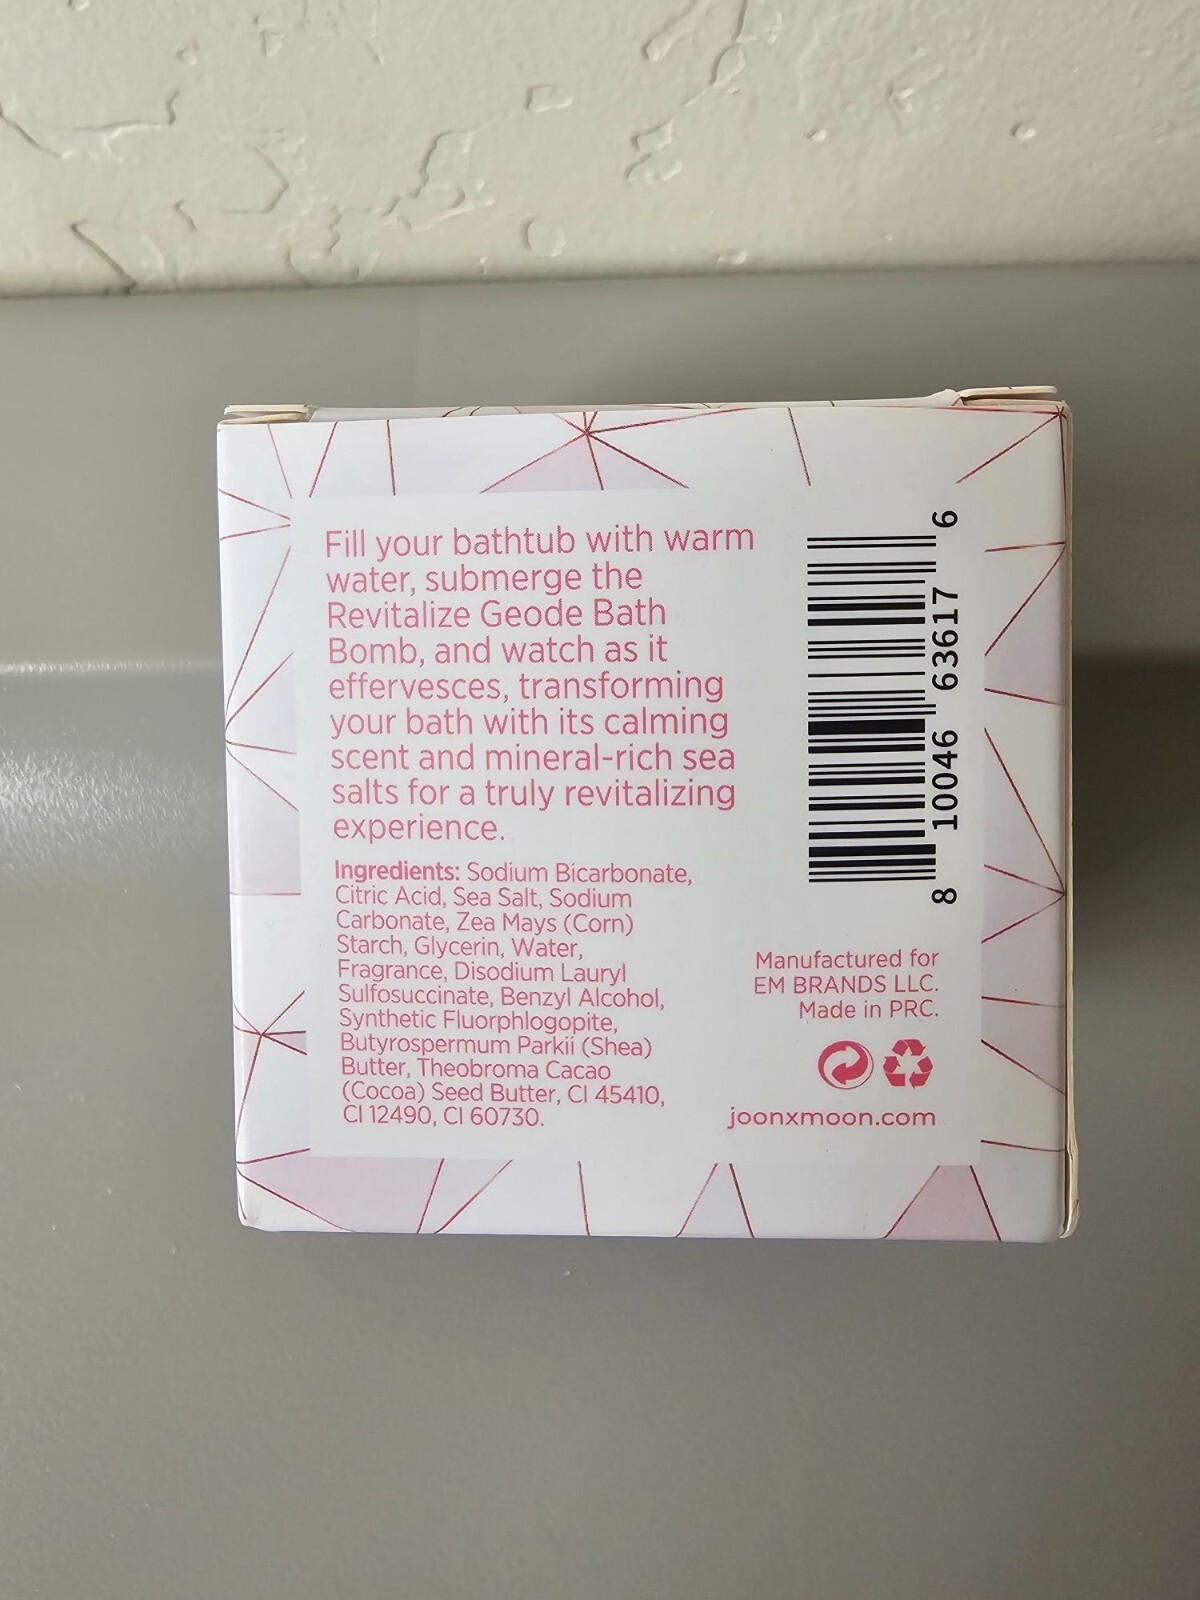 Fill your bathtub with warm
water, submerge the
Revitalize Geode Bath
Bomb, and watch as it
effervesces, transforming
your bath with its calming
scent and mineral-rich sea
salts for a truly revitalizing
experience.
Ingredients: Sodium Bicarbonate,
Citric Acid, Sea Salt, Sodium
Carbonate, Zea Mays (Corn)
Starch, Glycerin, Water,
Fragrance, Disodium Lauryl
Sulfosuccinate, Benzyl Alcohol,
Synthetic Fluorphlogopite,
Butyrospermum Parkii (Shea)
Butter, Theobroma Cacao
(Cocoa) Seed Butter, CI 45410,
CI 12490, CI 60730.
8 10046 63617 6
Manufactured for
EM BRANDS LLC.
Made in PRC.
joonxmoon.com